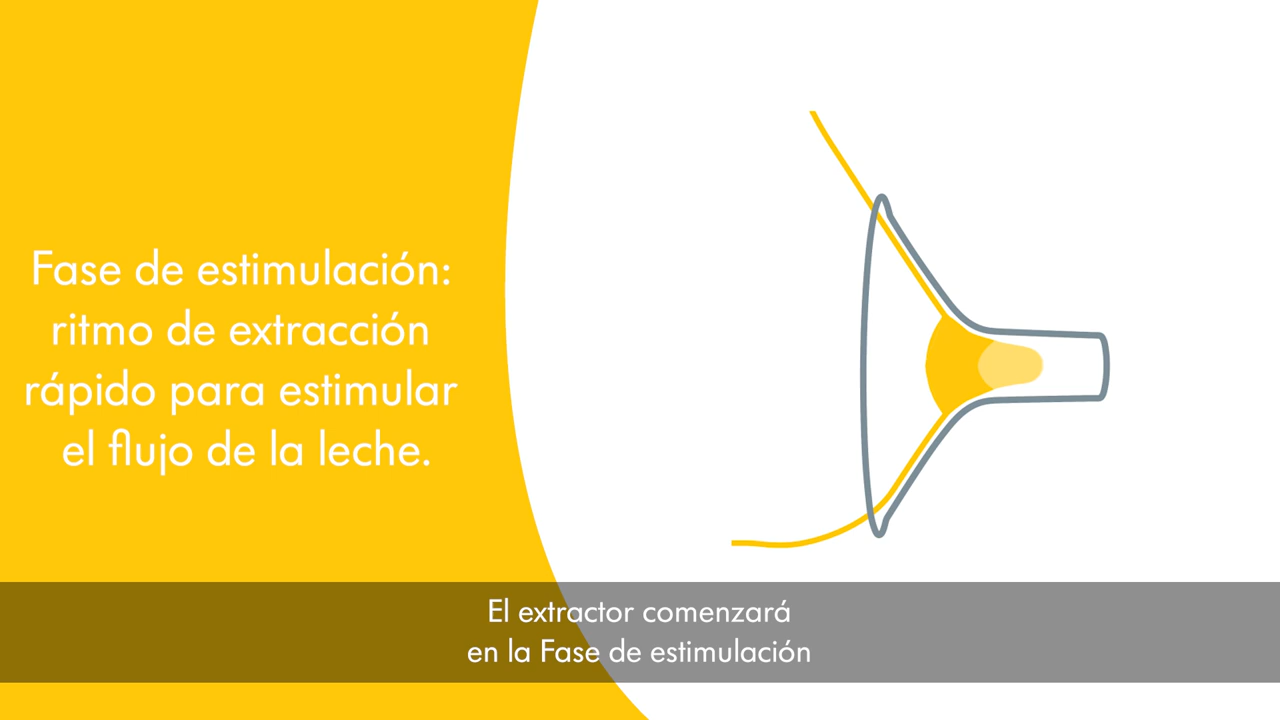 Fase de estimulación:
ritmo de extracción
rápido para estimular
el flujo de la leche.
El extractor comenzará
en la Fase de estimulación